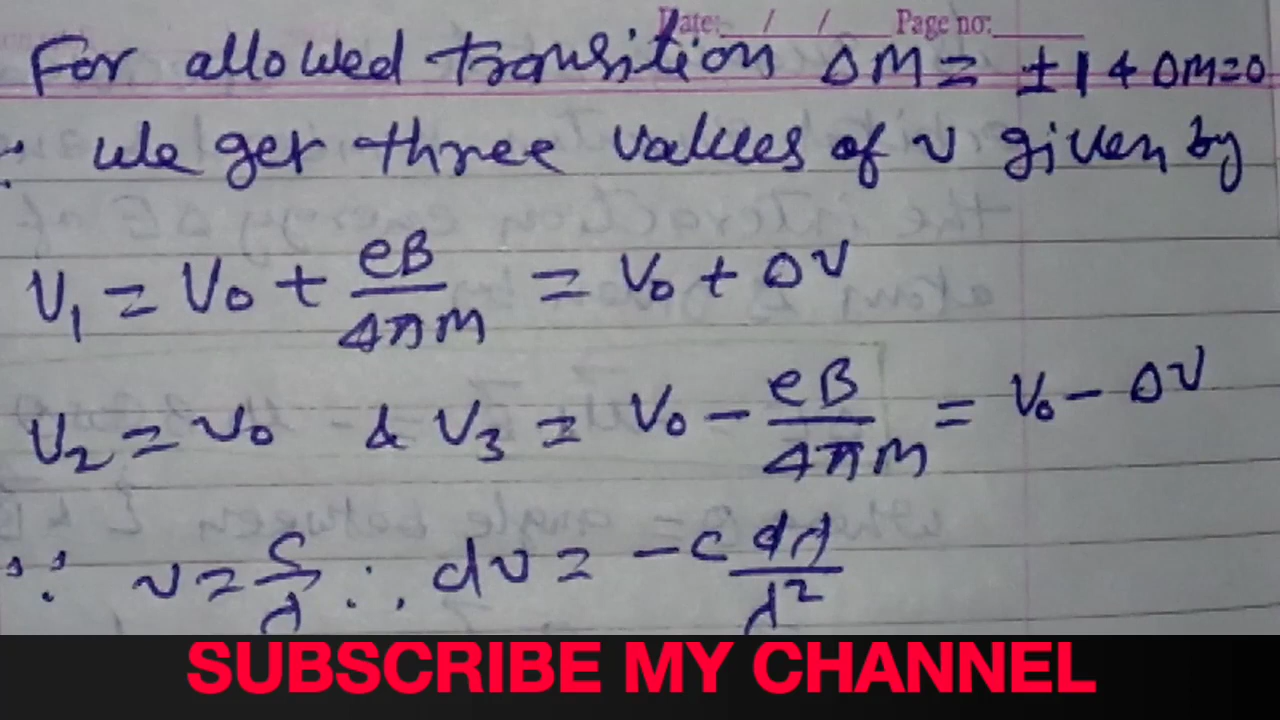 Date: / / Page no:
For allowed transition ΔM = ±1 & ΔM=0
∴ We get three values of ν given by
ν₁ = ν₀ + eB/4πm = ν₀ + Δν
ν₂ = ν₀ & ν₃ = ν₀ - eB/4πm = ν₀ - Δν
∵ ν = c/λ ∴ dν = -c dλ/λ²
SUBSCRIBE MY CHANNEL